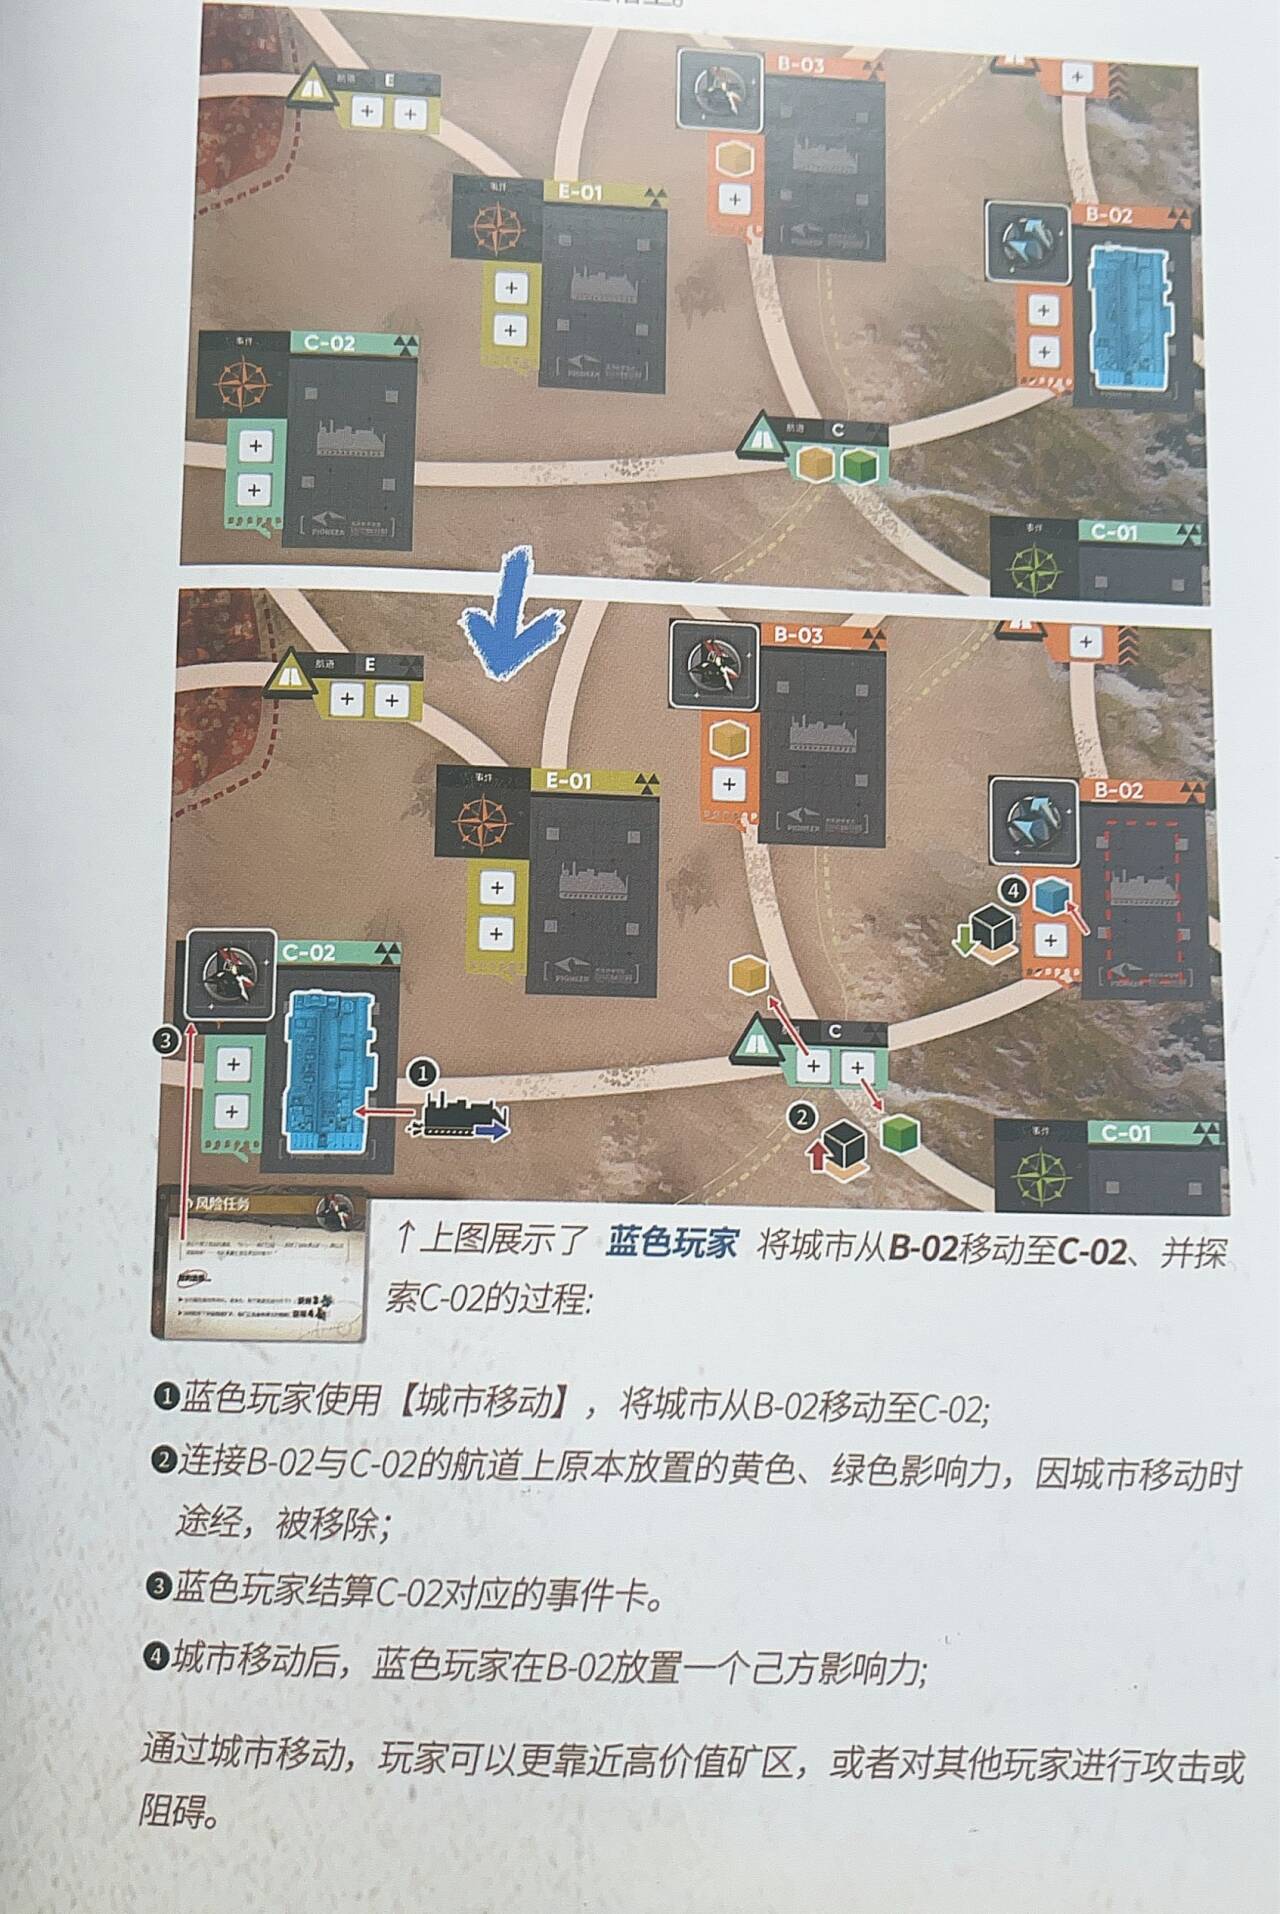 航道 E
B-03
事件 E-01
B-02
事件 C-02
航道 C
PIONEER
事件 C-01
航道 E
B-03
事件 E-01
B-02
PIONEER
4
C-02
3
1
C
2
事件 C-01
风险任务
↑上图展示了 蓝色玩家 将城市从B-02移动至C-02、并探
索C-02的过程:
❶蓝色玩家使用【城市移动】，将城市从B-02移动至C-02;
❷连接B-02与C-02的航道上原本放置的黄色、绿色影响力，因城市移动时
途经，被移除；
❸蓝色玩家结算C-02对应的事件卡。
❹城市移动后，蓝色玩家在B-02放置一个己方影响力;
通过城市移动，玩家可以更靠近高价值矿区，或者对其他玩家进行攻击或
阻碍。